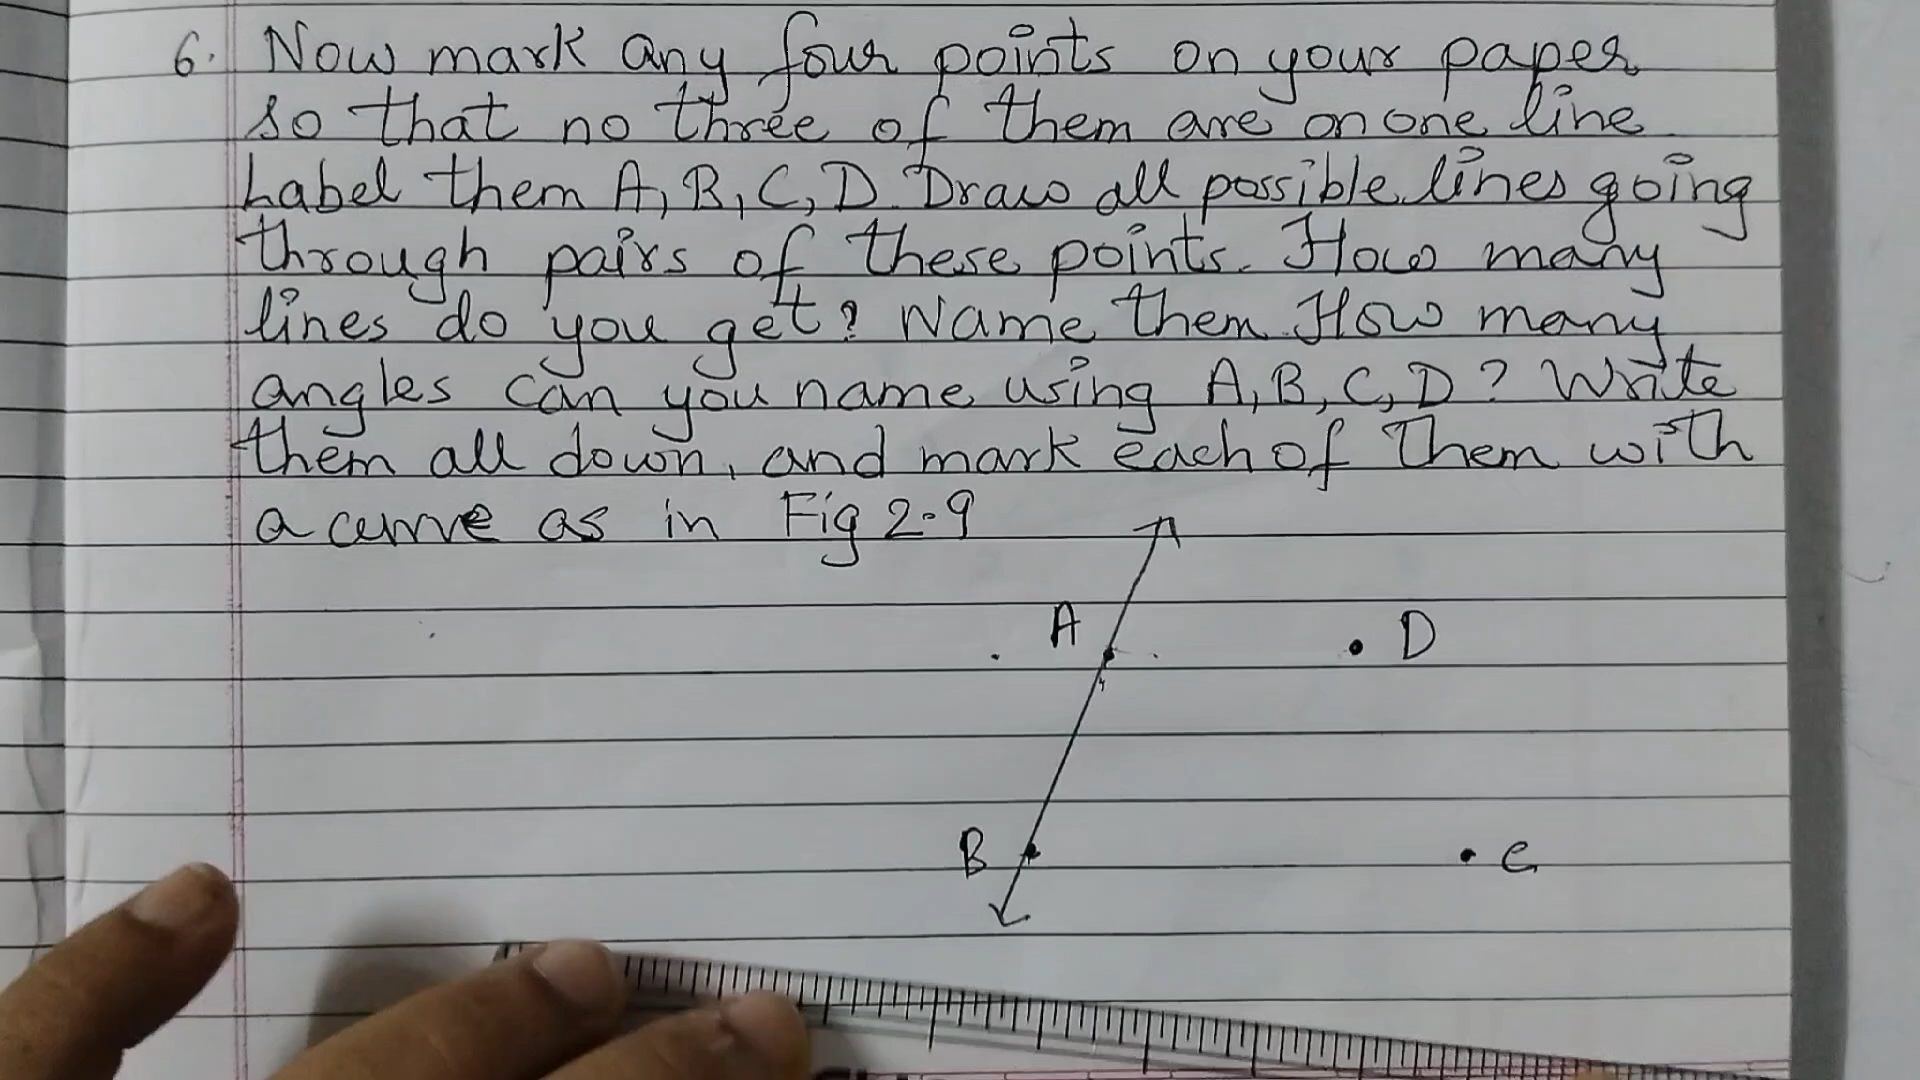 6. Now mark any four points on your paper
so that no three of them are on one line
Label them A, B, C, D. Draw all possible lines going
through pairs of these points. How many
lines do you get? Name them. How many
angles can you name using A, B, C, D? Write
them all down, and mark each of them with
a curve as in Fig 2.9
A
D
B
C